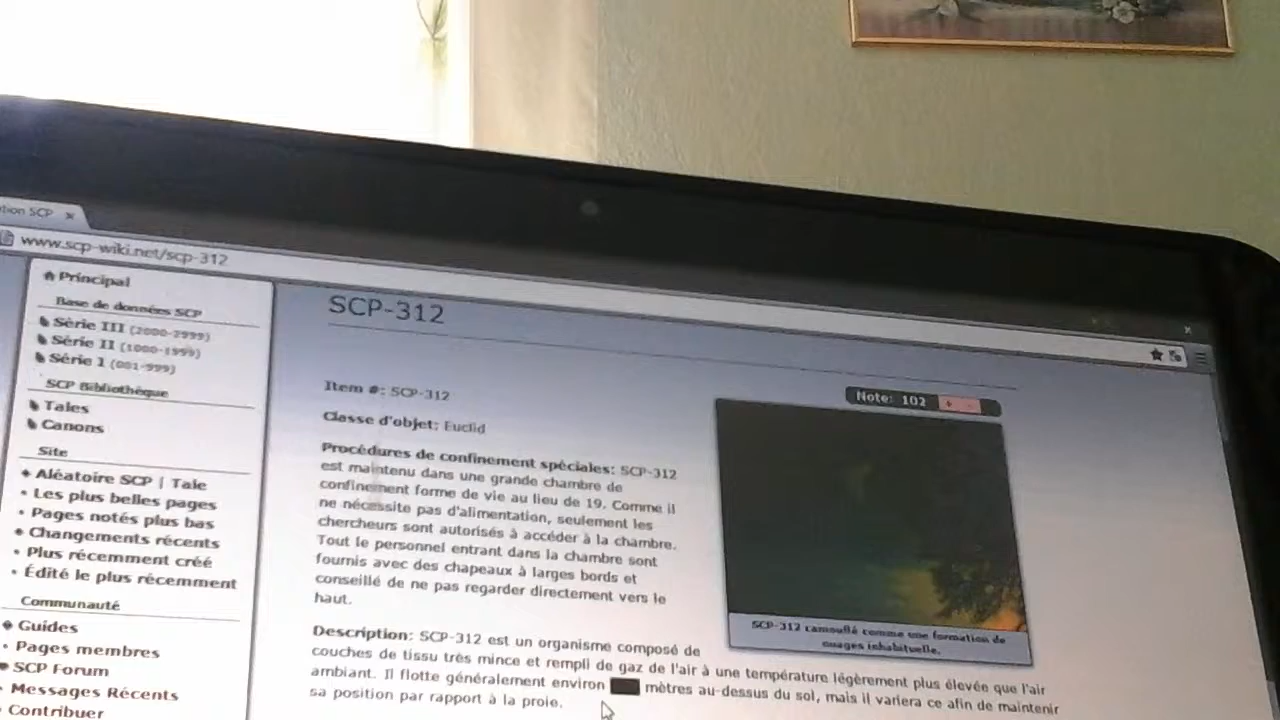 tion SCP
www.scp-wiki.net/scp-312
Principal
Base de données SCP
Série III (2000-2999)
Série II (1000-1999)
Série I (001-999)
SCP Bibliothèque
Tales
Canons
Site
Aléatoire SCP | Tale
Les plus belles pages
Pages notés plus bas
Changements récents
Plus récemment créé
Édité le plus récemment
Communauté
Guides
Pages membres
SCP Forum
Messages Récents
Contribuer
SCP-312
Note: 102 + -
Item #: SCP-312
Classe d'objet: Euclid
Procédures de confinement spéciales: SCP-312
est maintenu dans une grande chambre de
confinement forme de vie au lieu de 19. Comme il
ne nécessite pas d'alimentation, seulement les
chercheurs sont autorisés à accéder à la chambre.
Tout le personnel entrant dans la chambre sont
fournis avec des chapeaux à larges bords et
conseillé de ne pas regarder directement vers le
haut.
SCP-312 camouflé comme une formation de
nuages inhabituelle.
Description: SCP-312 est un organisme composé de
couches de tissu très mince et rempli de gaz de l'air à une température légèrement plus élevée que l'air
ambiant. Il flotte généralement environ mètres au-dessus du sol, mais il variera ce afin de maintenir
sa position par rapport à la proie.